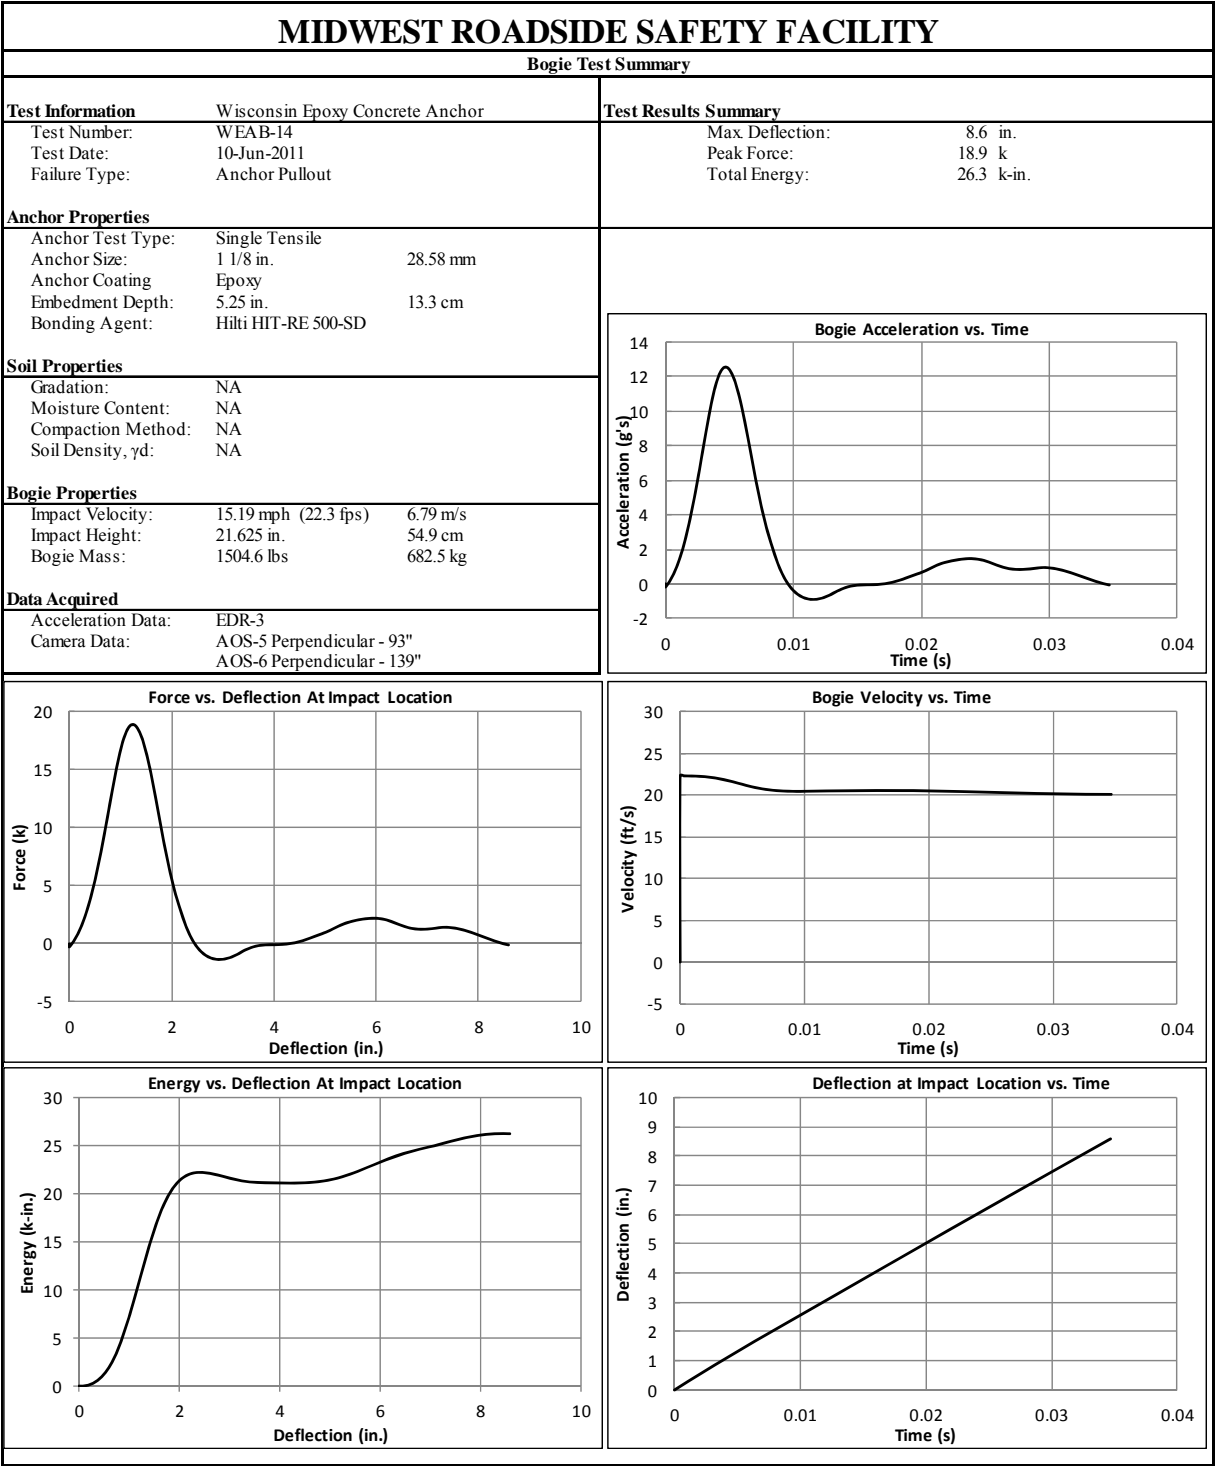 MIDWEST ROADSIDE SAFETY FACILITY
Bogie Test Summary
Test Information Wisconsin Epoxy Concrete Anchor
Test Number: WEAB-14
Test Date: 10-Jun-2011
Failure Type: Anchor Pullout
Anchor Properties
Anchor Test Type: Single Tensile
Anchor Size: 1 1/8 in. 28.58 mm
Anchor Coating Epoxy
Embedment Depth: 5.25 in. 13.3 cm
Bonding Agent: Hilti HIT-RE 500-SD
Soil Properties
Gradation: NA
Moisture Content: NA
Compaction Method: NA
Soil Density, γd: NA
Bogie Properties
Impact Velocity: 15.19 mph (22.3 fps) 6.79 m/s
Impact Height: 21.625 in. 54.9 cm
Bogie Mass: 1504.6 lbs 682.5 kg
Data Acquired
Acceleration Data: EDR-3
Camera Data: AOS-5 Perpendicular - 93"
AOS-6 Perpendicular - 139"
Test Results Summary
Max. Deflection: 8.6 in.
Peak Force: 18.9 k
Total Energy: 26.3 k-in.
Bogie Acceleration vs. Time
Acceleration (g's)
14
12
10
8
6
4
2
0
-2
0 0.01 0.02 0.03 0.04
Time (s)
Force vs. Deflection At Impact Location
Force (k)
20
15
10
5
0
-5
0 2 4 6 8 10
Deflection (in.)
Bogie Velocity vs. Time
Velocity (ft/s)
30
25
20
15
10
5
0
-5
0 0.01 0.02 0.03 0.04
Time (s)
Energy vs. Deflection At Impact Location
Energy (k-in.)
30
25
20
15
10
5
0
0 2 4 6 8 10
Deflection (in.)
Deflection at Impact Location vs. Time
Deflection (in.)
10
9
8
7
6
5
4
3
2
1
0
0 0.01 0.02 0.03 0.04
Time (s)